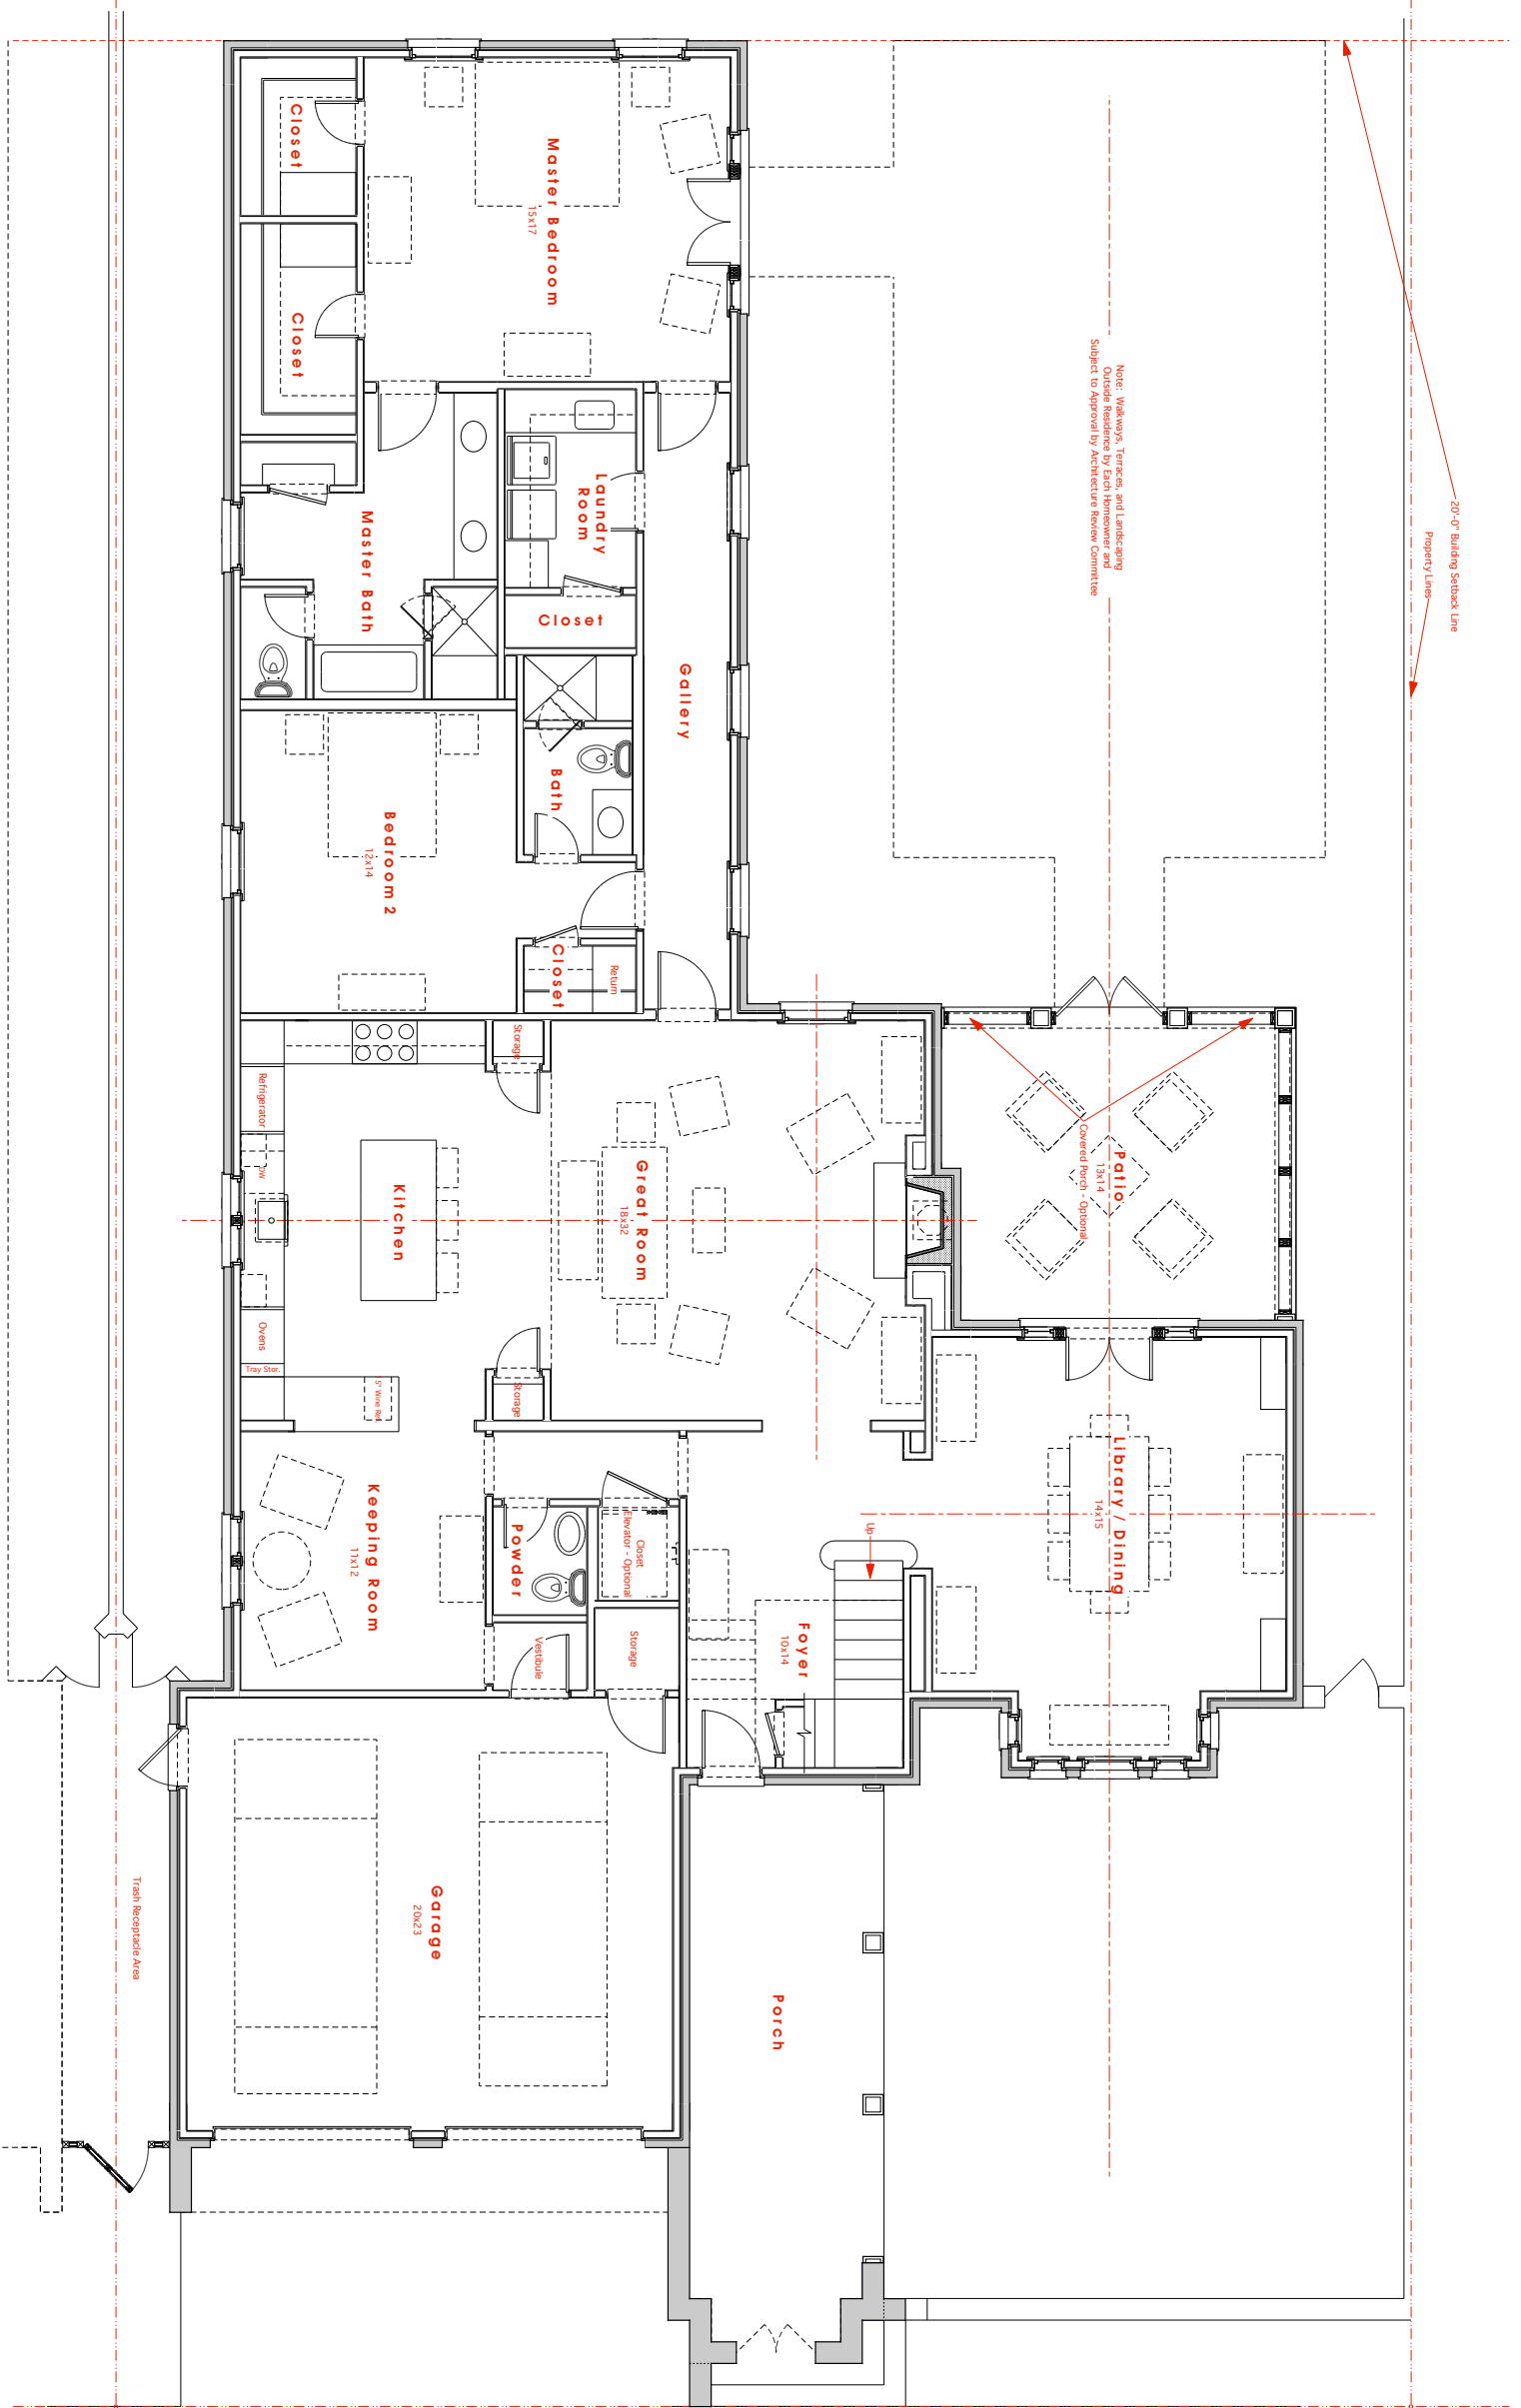 Closet
Master Bedroom
15x17
Closet
Note: Walkways, Terraces, and Landscaping
Outside Residence by Each Homeowner and
Subject to Approval by Architecture Review Committee
20'-0" Building Setback Line
Property Lines
Laundry
Room
Master Bath
Closet
Gallery
Bath
Bedroom 2
12x14
Closet
Return
Storage
Refrigerator
Kitchen
Great Room
18x32
Patio
13x14
Covered Porch - Optional
Ovens
Tray Stor.
15" Wine Ref.
Storage
Library / Dining
14x15
Keeping Room
11x12
Powder
Closet
Elevator - Optional
Up
Foyer
10x14
Vestibule
Storage
Garage
20x23
Trash Receptacle Area
Porch